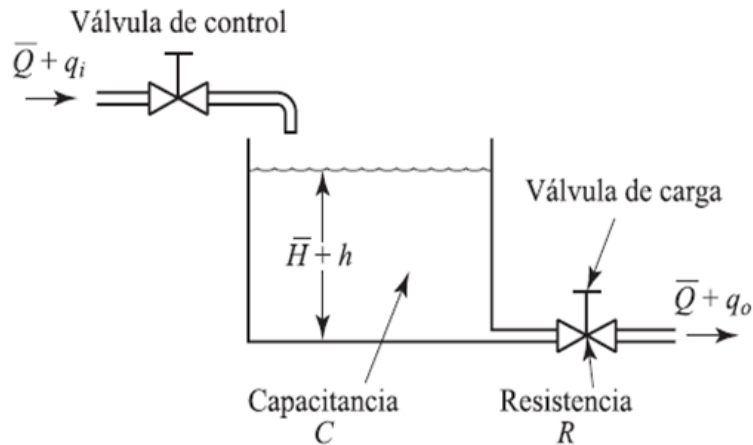 Válvula de control
Q̅ + qᵢ
Válvula de carga
H̅ + h
Q̅ + qₒ
Capacitancia
C
Resistencia
R